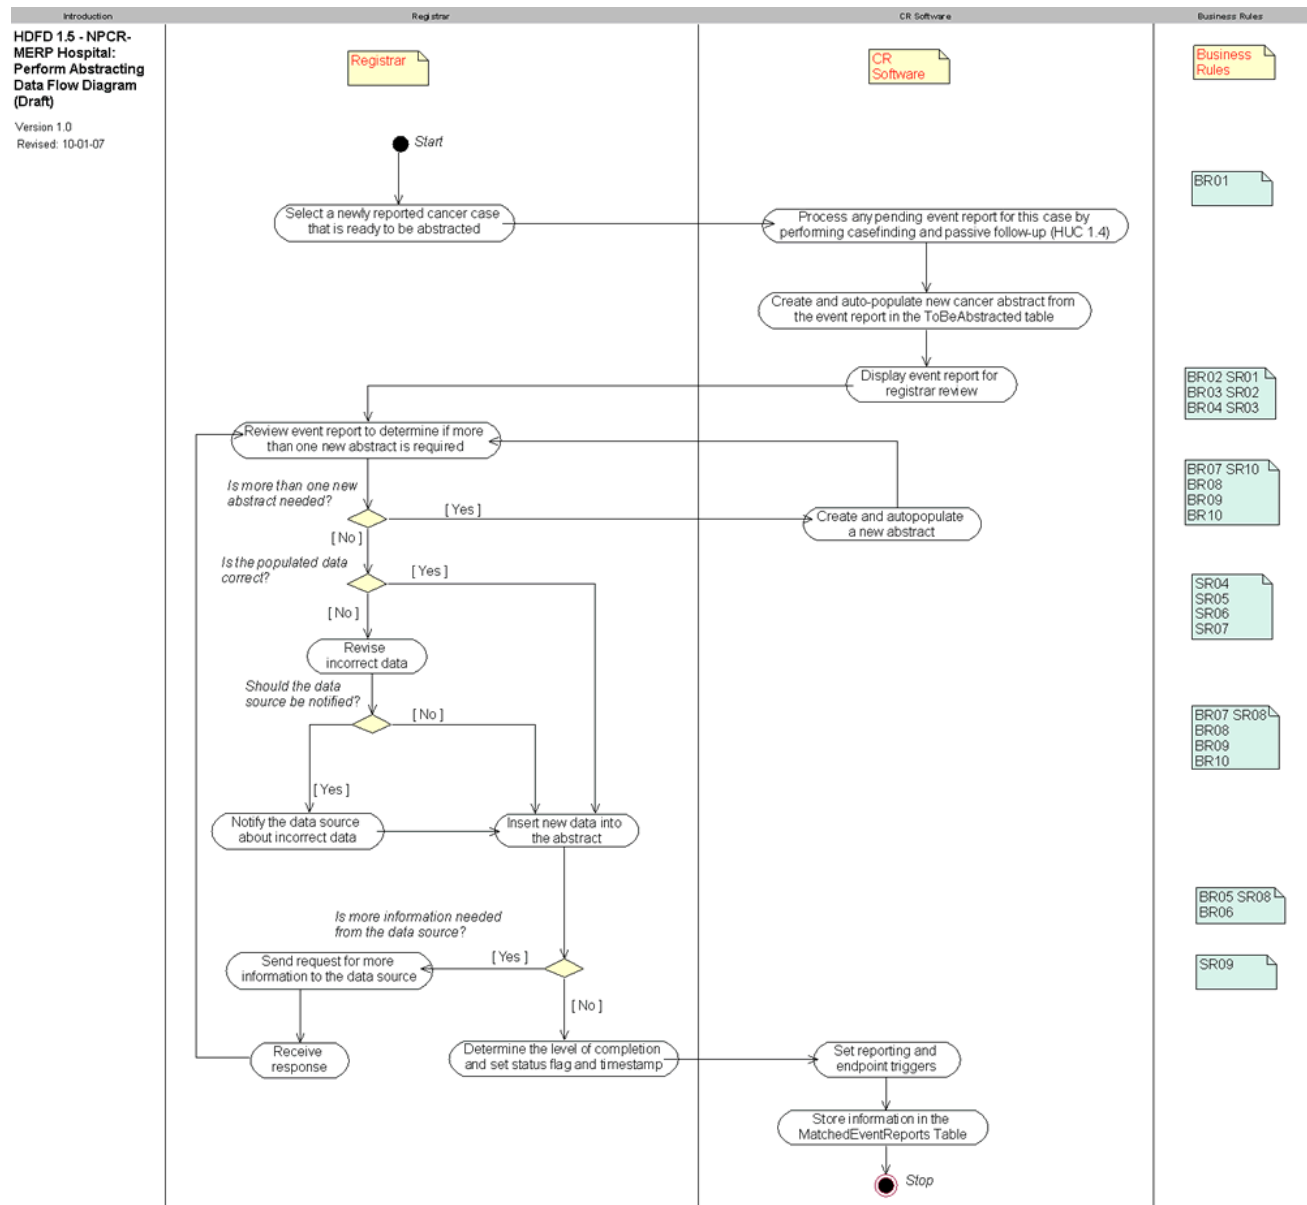 Introduction
Registrar
CR Software
Business Rules
HDFD 1.5 - NPCR-
MERP Hospital:
Perform Abstracting
Data Flow Diagram
(Draft)
Version 1.0
Revised: 10-01-07
Registrar
CR
Software
Business
Rules
Start
BR01
Select a newly reported cancer case
that is ready to be abstracted
Process any pending event report for this case by
performing casefinding and passive follow-up (HUC 1.4)
Create and auto-populate new cancer abstract from
the event report in the ToBeAbstracted table
Display event report for
registrar review
BR02 SR01
BR03 SR02
BR04 SR03
Review event report to determine if more
than one new abstract is required
Is more than one new
abstract needed?
[ Yes ]
[ No ]
Create and autopopulate
a new abstract
BR07 SR10
BR08
BR09
BR10
Is the populated data
correct?
[ Yes ]
[ No ]
SR04
SR05
SR06
SR07
Revise
incorrect data
Should the data
source be notified?
[ No ]
[ Yes ]
BR07 SR08
BR08
BR09
BR10
Notify the data source
about incorrect data
Insert new data into
the abstract
BR05 SR08
BR06
Is more information needed
from the data source?
[ Yes ]
[ No ]
Send request for more
information to the data source
SR09
Receive
response
Determine the level of completion
and set status flag and timestamp
Set reporting and
endpoint triggers
Store information in the
MatchedEventReports Table
Stop